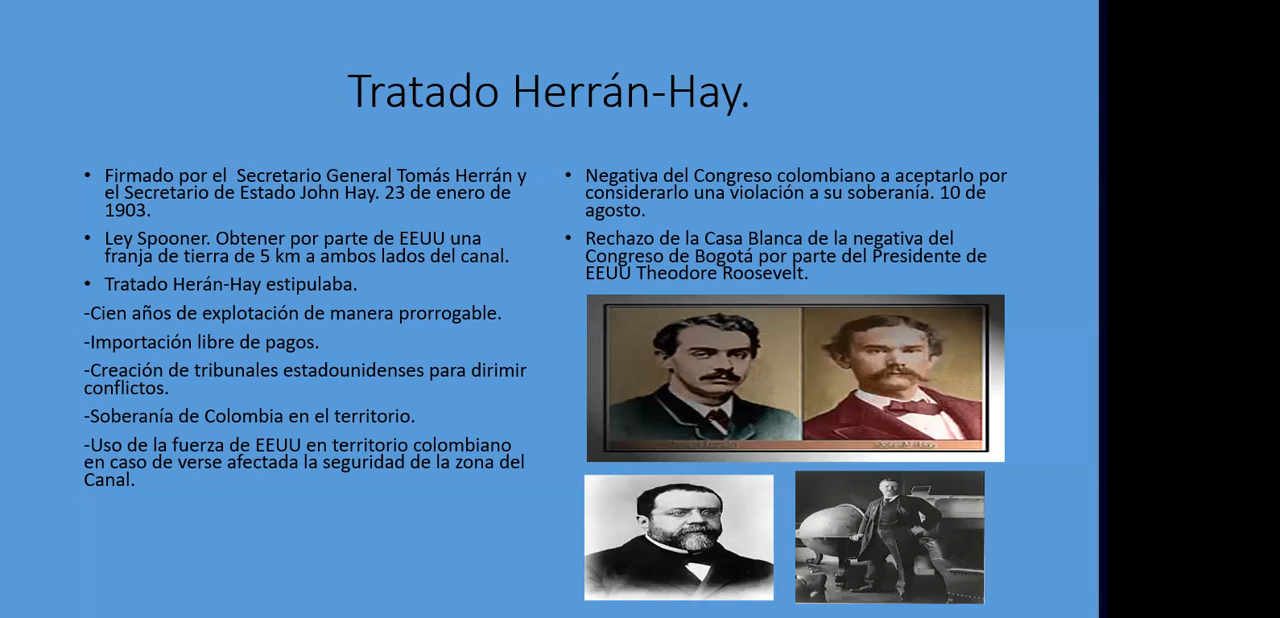 Tratado Herrán-Hay.
• Firmado por el  Secretario General Tomás Herrán y
el Secretario de Estado John Hay. 23 de enero de
1903.
• Ley Spooner. Obtener por parte de EEUU una
franja de tierra de 5 km a ambos lados del canal.
• Tratado Herán-Hay estipulaba.
-Cien años de explotación de manera prorrogable.
-Importación libre de pagos.
-Creación de tribunales estadounidenses para dirimir
conflictos.
-Soberanía de Colombia en el territorio.
-Uso de la fuerza de EEUU en territorio colombiano
en caso de verse afectada la seguridad de la zona del
Canal.
• Negativa del Congreso colombiano a aceptarlo por
considerarlo una violación a su soberanía. 10 de
agosto.
• Rechazo de la Casa Blanca de la negativa del
Congreso de Bogotá por parte del Presidente de
EEUU Theodore Roosevelt.